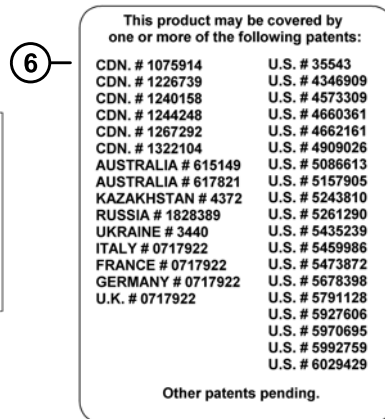 This product may be covered by
one or more of the following patents:
6
CDN. # 1075914
CDN. # 1226739
CDN. # 1240158
CDN. # 1244248
CDN. # 1267292
CDN. # 1322104
AUSTRALIA # 615149
AUSTRALIA # 617821
KAZAKHSTAN # 4372
RUSSIA # 1828389
UKRAINE # 3440
ITALY # 0717922
FRANCE # 0717922
GERMANY # 0717922
U.K. # 0717922
U.S. # 35543
U.S. # 4346909
U.S. # 4573309
U.S. # 4660361
U.S. # 4662161
U.S. # 4909026
U.S. # 5086613
U.S. # 5157905
U.S. # 5243810
U.S. # 5261290
U.S. # 5435239
U.S. # 5459986
U.S. # 5473872
U.S. # 5678398
U.S. # 5791128
U.S. # 5927606
U.S. # 5970695
U.S. # 5992759
U.S. # 6029429
Other patents pending.